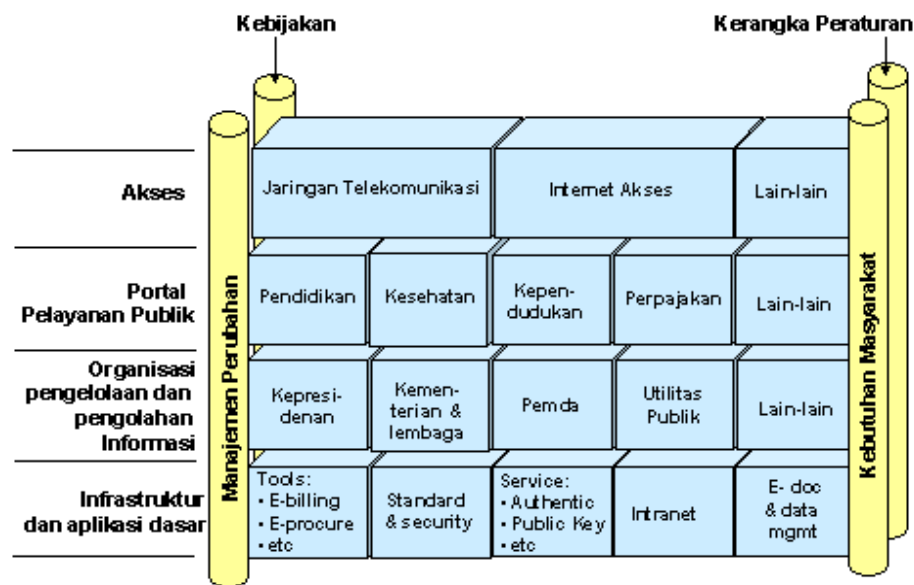 Kebijakan
Kerangka Peraturan
Manajemen Perubahan
Kebutuhan Masyarakat
Akses
Jaringan Telekomunikasi
Internet Akses
Lain-lain
Portal
Pelayanan Publik
Pendidikan
Kesehatan
Kepen-
dudukan
Perpajakan
Lain-lain
Organisasi
pengelolaan dan
pengolahan
Informasi
Kepresi-
denan
Kemen-
terian &
lembaga
Pemda
Utilitas
Publik
Lain-lain
Infrastruktur
dan aplikasi dasar
Tools:
• E-billing
• E-procure
• etc
Standard
& security
Service:
• Authentic
• Public Key
• etc
Intranet
E- doc
& data
mgmt